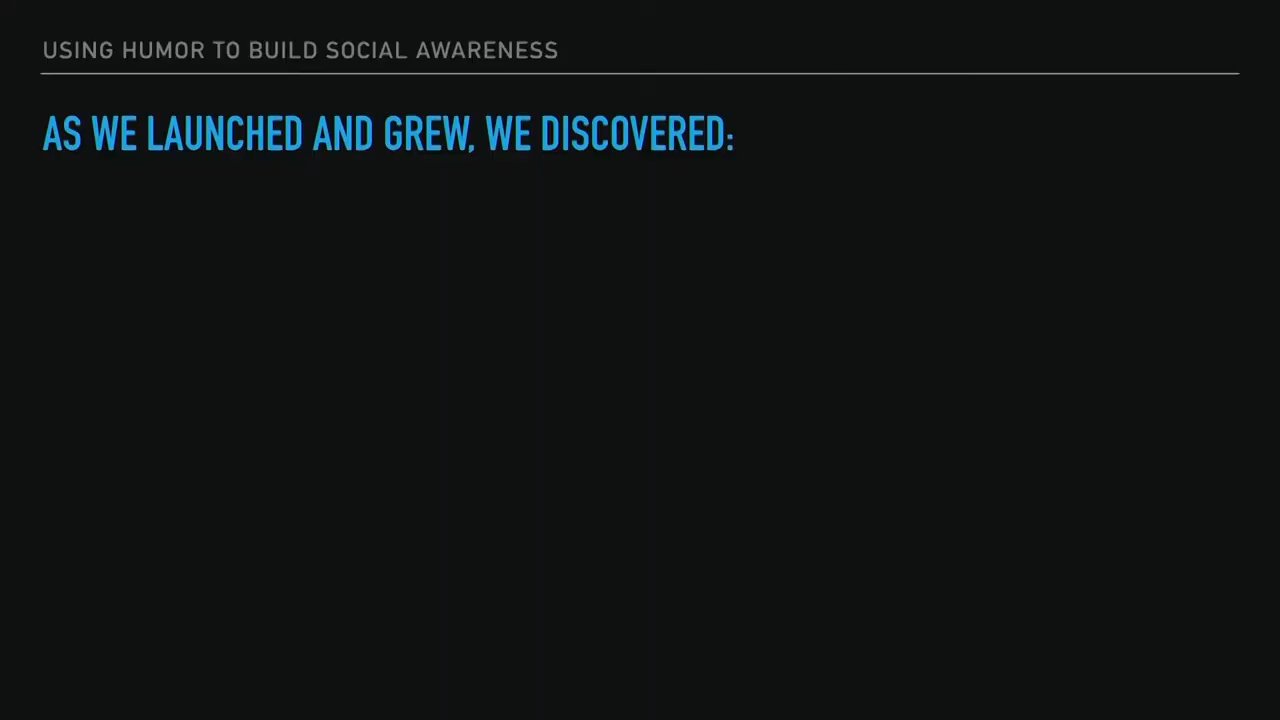 USING HUMOR TO BUILD SOCIAL AWARENESS
AS WE LAUNCHED AND GREW, WE DISCOVERED: